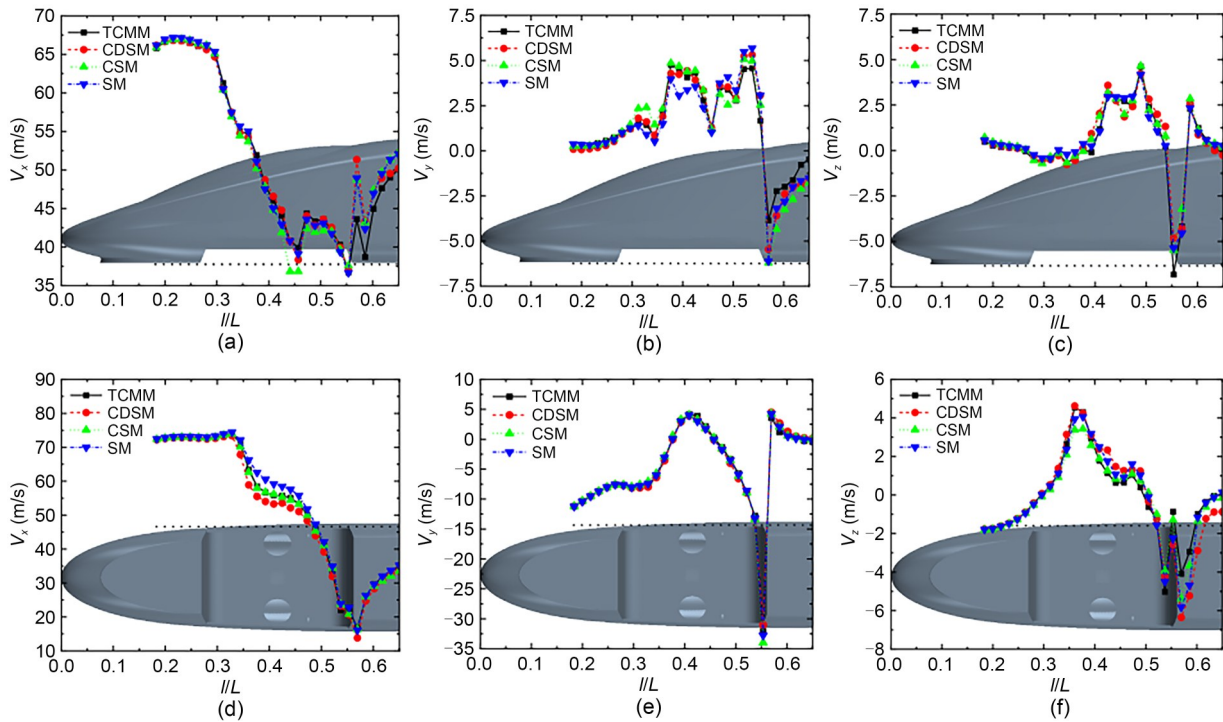 70
65
60
55
50
45
40
35
Vx (m/s)
TCMM
CDSM
CSM
SM
0.0 0.1 0.2 0.3 0.4 0.5 0.6
l/L
(a)
7.5
5.0
2.5
0.0
−2.5
−5.0
−7.5
Vy (m/s)
TCMM
CDSM
CSM
SM
0.0 0.1 0.2 0.3 0.4 0.5 0.6
l/L
(b)
7.5
5.0
2.5
0.0
−2.5
−5.0
−7.5
Vz (m/s)
TCMM
CDSM
CSM
SM
0.0 0.1 0.2 0.3 0.4 0.5 0.6
l/L
(c)
90
80
70
60
50
40
30
20
10
Vx (m/s)
TCMM
CDSM
CSM
SM
0.0 0.1 0.2 0.3 0.4 0.5 0.6
l/L
(d)
10
5
0
−5
−10
−15
−20
−25
−30
−35
Vy (m/s)
TCMM
CDSM
CSM
SM
0.0 0.1 0.2 0.3 0.4 0.5 0.6
l/L
(e)
6
4
2
0
−2
−4
−6
−8
Vz (m/s)
TCMM
CDSM
CSM
SM
0.0 0.1 0.2 0.3 0.4 0.5 0.6
l/L
(f)